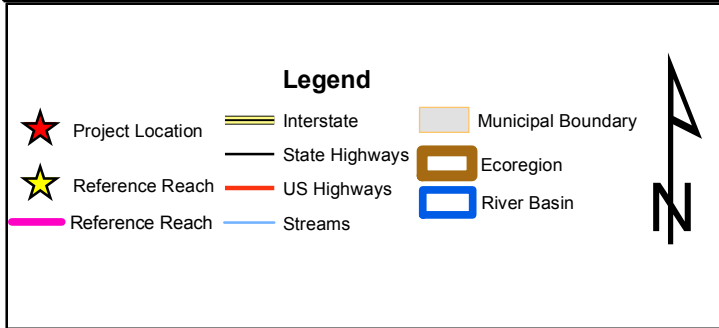 Legend
Project Location
Reference Reach
Reference Reach
Interstate
State Highways
US Highways
Streams
Municipal Boundary
Ecoregion
River Basin
N